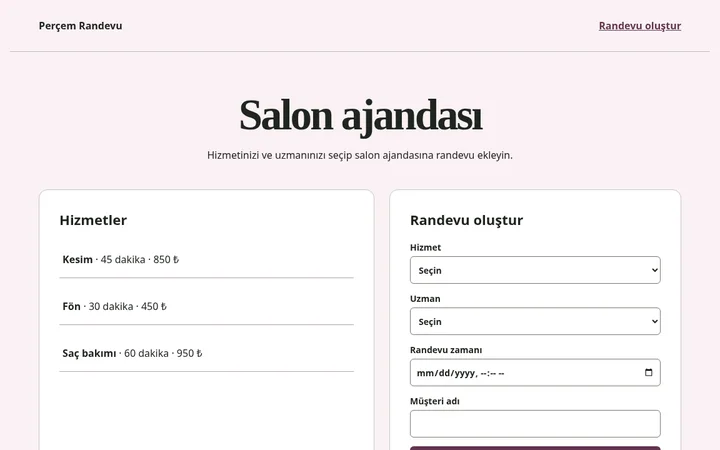 Perçem Randevu
Randevu oluştur
Salon ajandası
Hizmetinizi ve uzmanınızı seçip salon ajandasına randevu ekleyin.
Hizmetler
Kesim · 45 dakika · 850 ₺
Fön · 30 dakika · 450 ₺
Saç bakımı · 60 dakika · 950 ₺
Randevu oluştur
Hizmet
Seçin
Uzman
Seçin
Randevu zamanı
mm/dd/yyyy, --:-- --
Müşteri adı